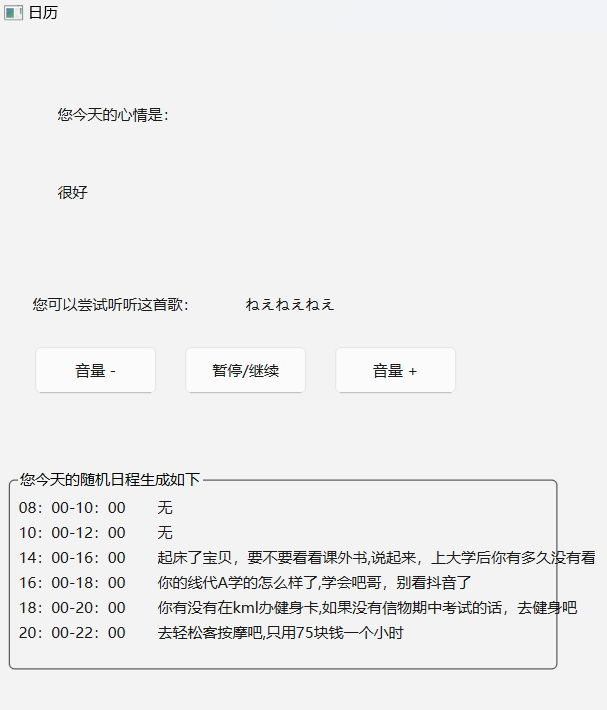 日历
您今天的心情是：
很好
您可以尝试听听这首歌： ねえねえねえ
音量 - 暂停/继续 音量 +
您今天的随机日程生成如下
08：00-10：00 无
10：00-12：00 无
14：00-16：00 起床了宝贝，要不要看看课外书,说起来，上大学后你有多久没有看
16：00-18：00 你的线代A学的怎么样了,学会吧哥，别看抖音了
18：00-20：00 你有没有在kml办健身卡,如果没有信物期中考试的话，去健身吧
20：00-22：00 去轻松客按摩吧,只用75块钱一个小时